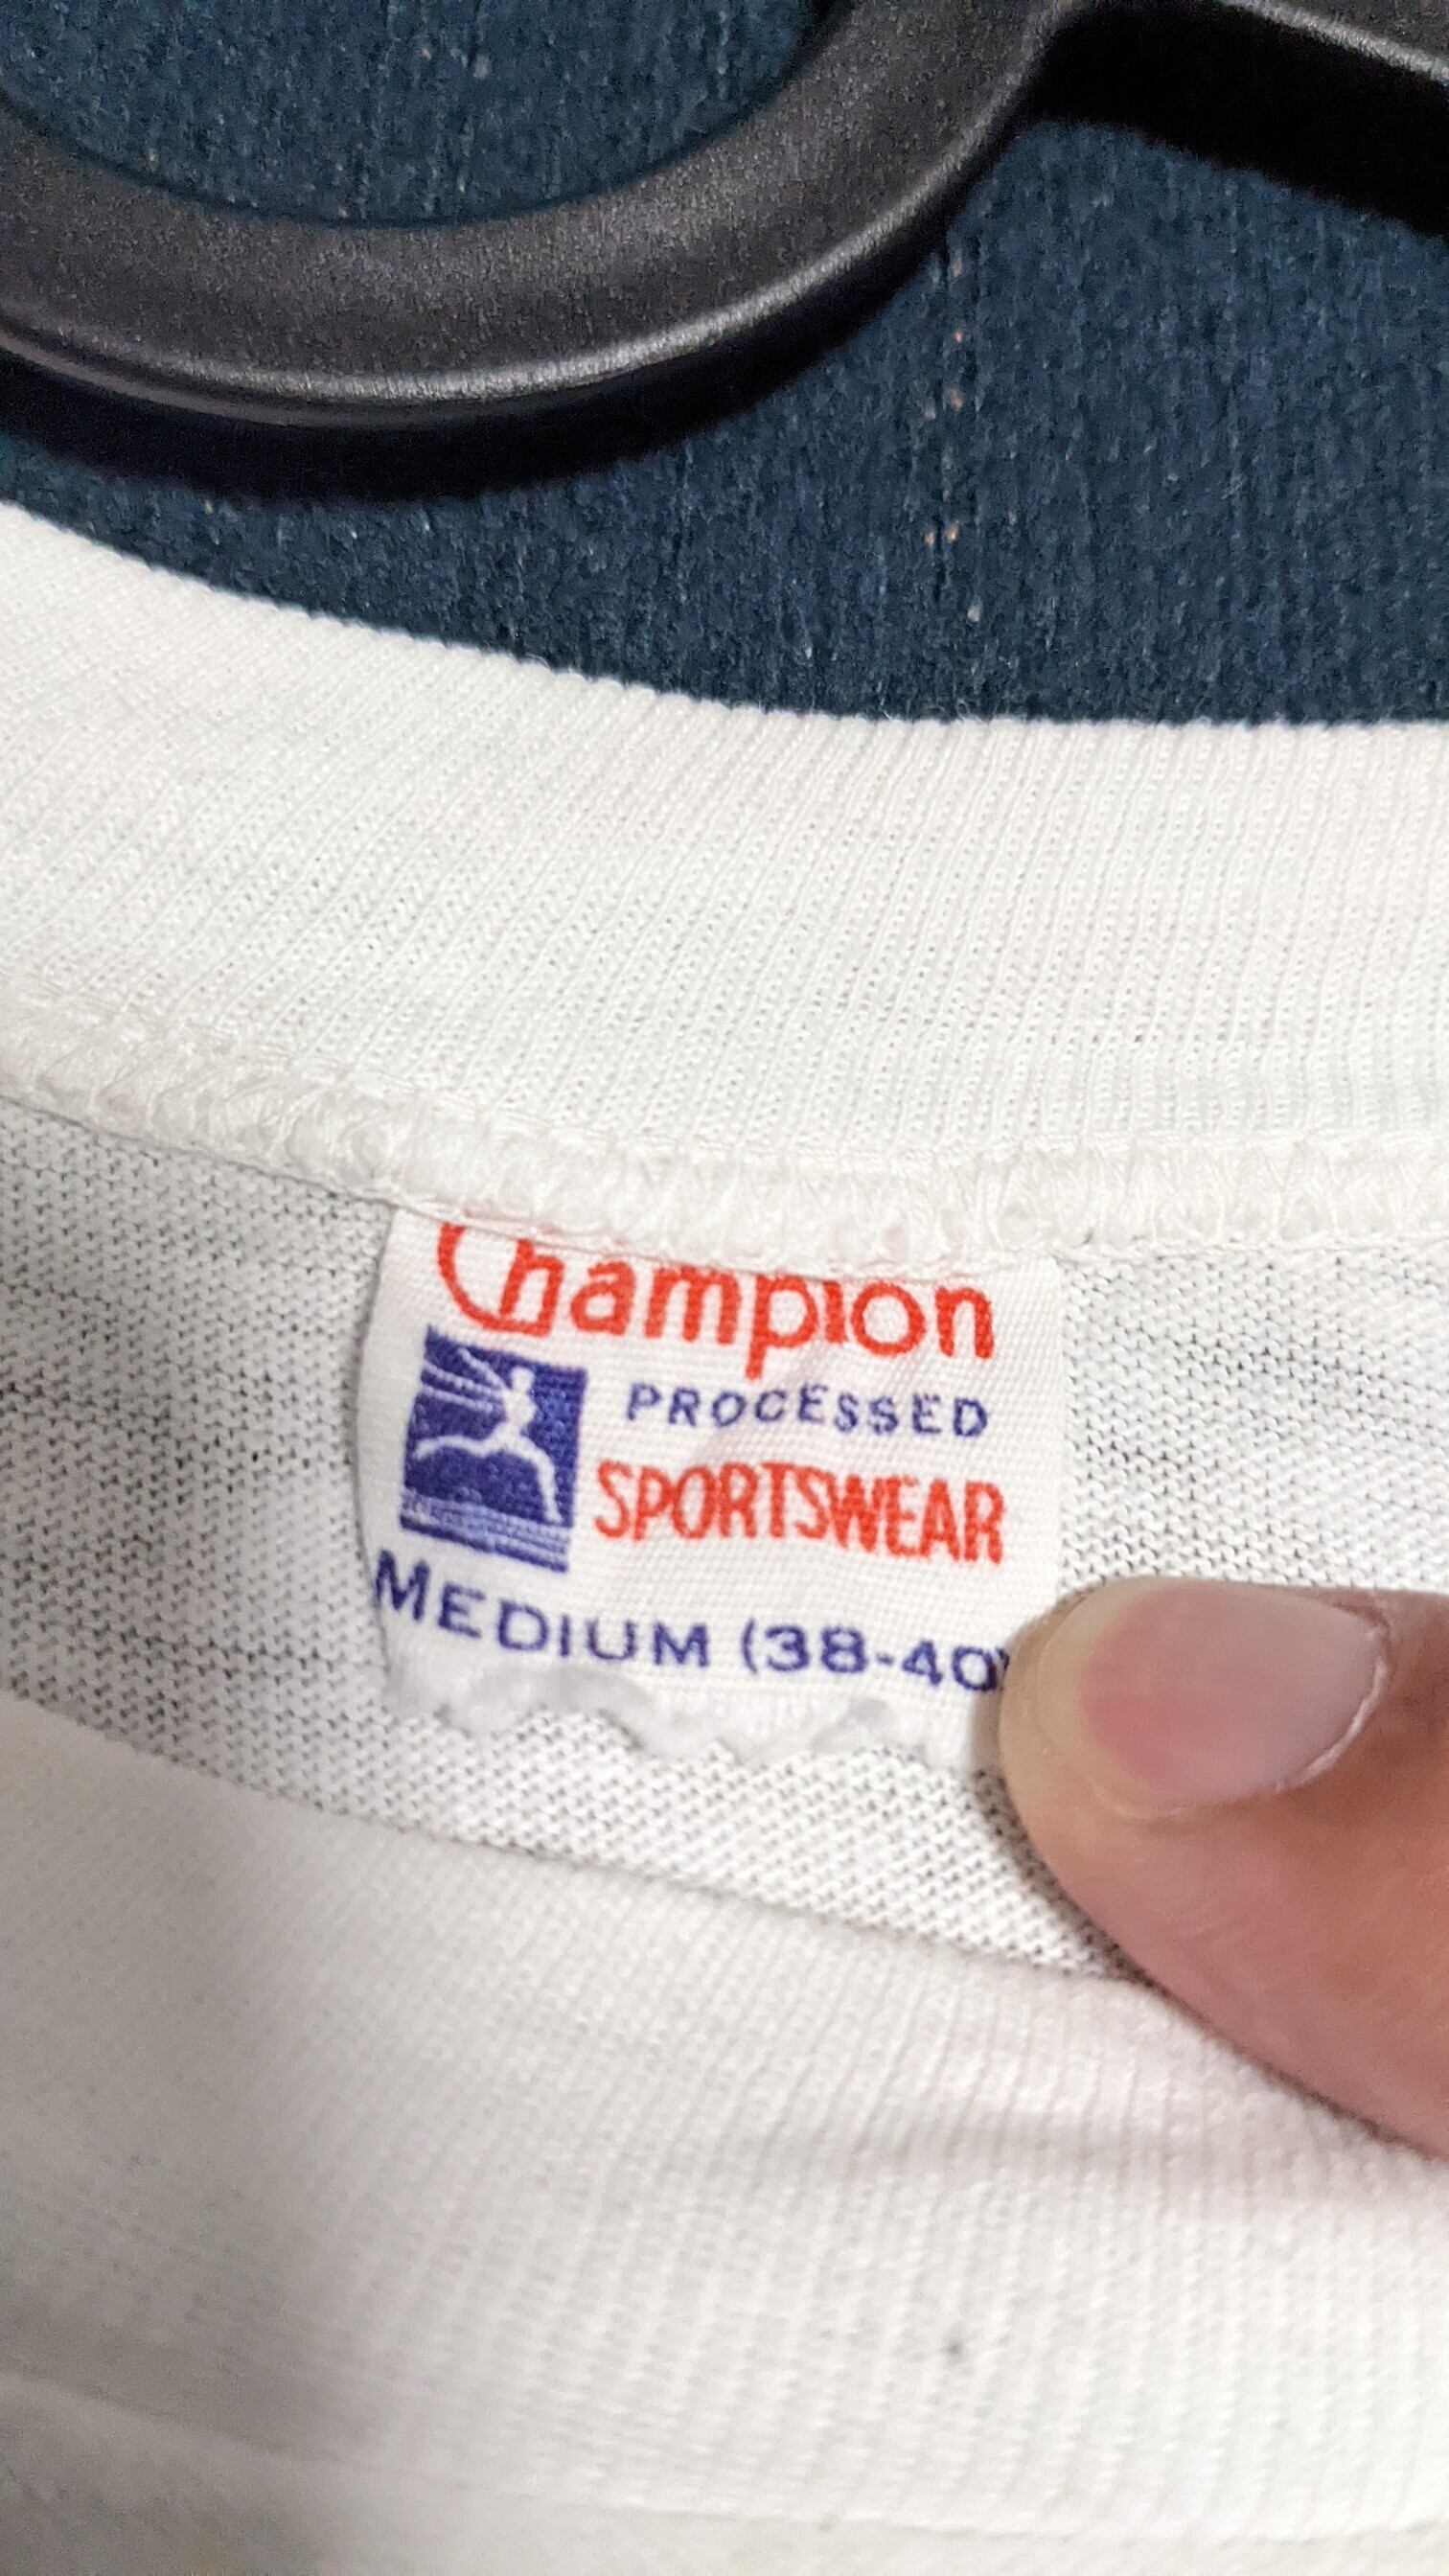 Champion
PROCESSED
SPORTSWEAR
MEDIUM (38-40)